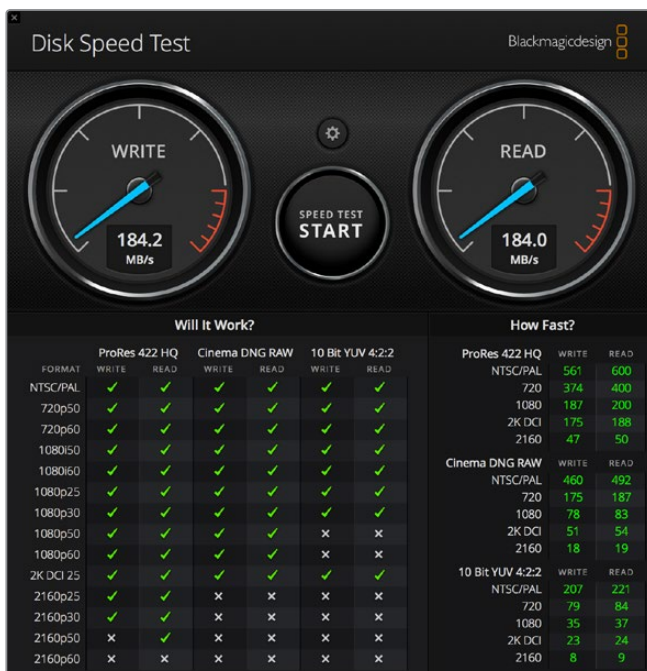 Disk Speed Test
Blackmagicdesign
WRITE
184.2
MB/s
SPEED TEST
START
READ
184.0
MB/s
Will It Work?
ProRes 422 HQ Cinema DNG RAW 10 Bit YUV 4:2:2
FORMAT WRITE READ WRITE READ WRITE READ
NTSC/PAL ✓ ✓ ✓ ✓ ✓ ✓
720p50 ✓ ✓ ✓ ✓ ✓ ✓
720p60 ✓ ✓ ✓ ✓ ✓ ✓
1080i50 ✓ ✓ ✓ ✓ ✓ ✓
1080i60 ✓ ✓ ✓ ✓ ✓ ✓
1080p25 ✓ ✓ ✓ ✓ ✓ ✓
1080p30 ✓ ✓ ✓ ✓ ✓ ✓
1080p50 ✓ ✓ ✓ ✓ × ×
1080p60 ✓ ✓ ✓ ✓ × ×
2K DCI 25 ✓ ✓ ✓ ✓ ✓ ✓
2160p25 ✓ ✓ × × × ×
2160p30 ✓ ✓ × × × ×
2160p50 × ✓ × × × ×
2160p60 × × × × × ×
How Fast?
ProRes 422 HQ WRITE READ
NTSC/PAL 561 600
720 374 400
1080 187 200
2K DCI 175 188
2160 47 50
Cinema DNG RAW WRITE READ
NTSC/PAL 460 492
720 175 187
1080 78 83
2K DCI 51 54
2160 18 19
10 Bit YUV 4:2:2 WRITE READ
NTSC/PAL 207 221
720 79 84
1080 35 37
2K DCI 23 24
2160 8 9